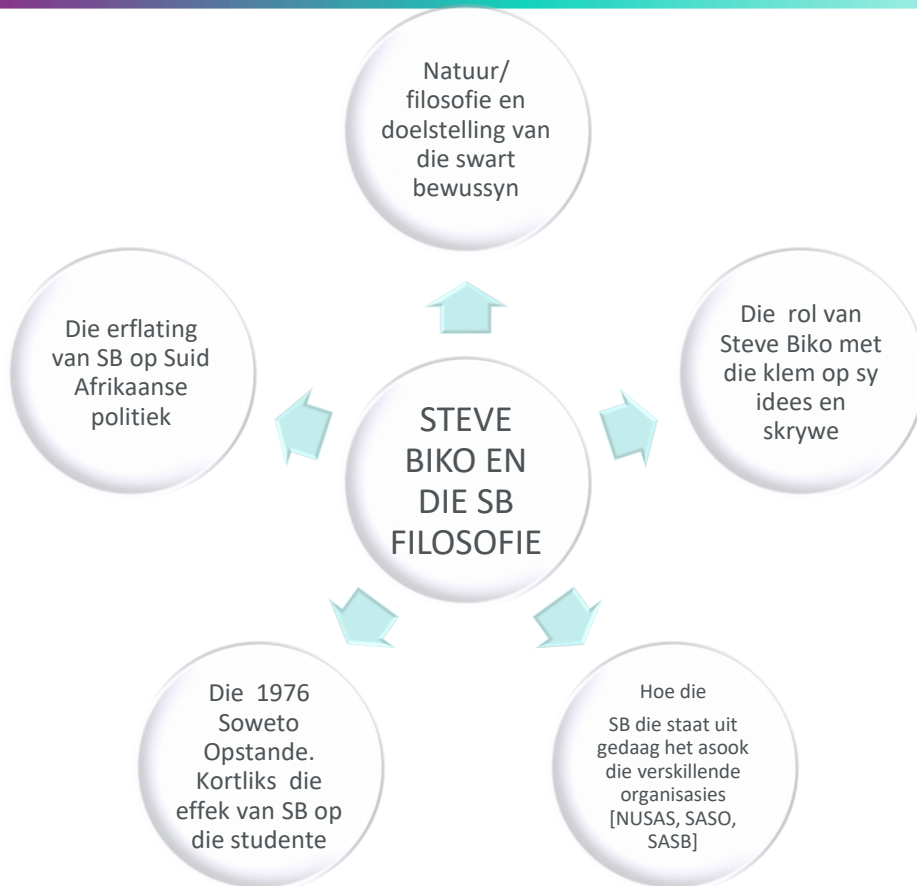 Natuur/
filosofie en
doelstelling van
die swart
bewussyn
Die erflating
van SB op Suid
Afrikaanse
politiek
Die rol van
Steve Biko met
die klem op sy
idees en
skrywe
STEVE
BIKO EN
DIE SB
FILOSOFIE
Die 1976
Soweto
Opstande.
Kortliks die
effek van SB op
die studente
Hoe die
SB die staat uit
gedaag het asook
die verskillende
organisasies
[NUSAS, SASO,
SASB]